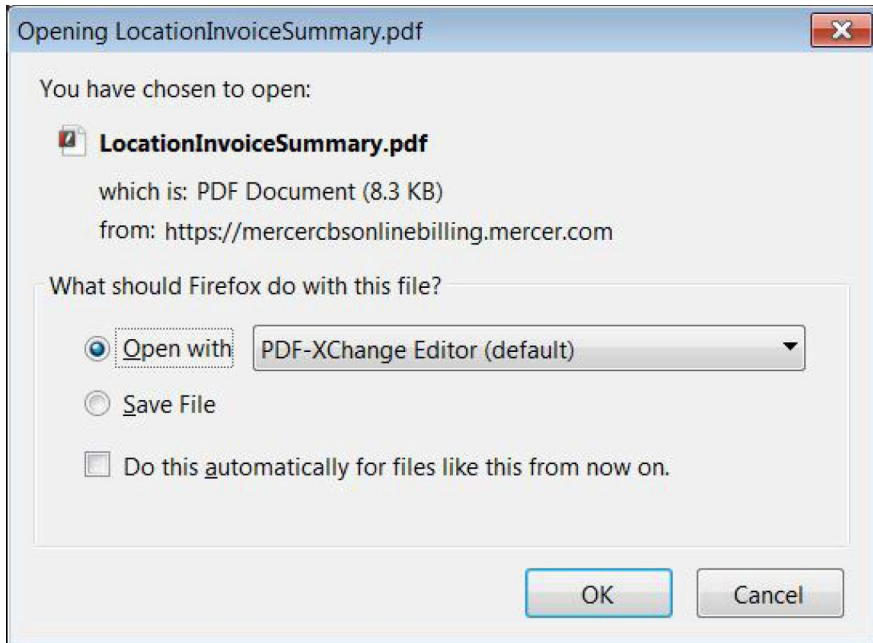 Opening LocationInvoiceSummary.pdf
You have chosen to open:
LocationInvoiceSummary.pdf
which is: PDF Document (8.3 KB)
from: https://mercercbsonlinebilling.mercer.com
What should Firefox do with this file?
Open with PDF-XChange Editor (default)
Save File
Do this automatically for files like this from now on.
OK Cancel